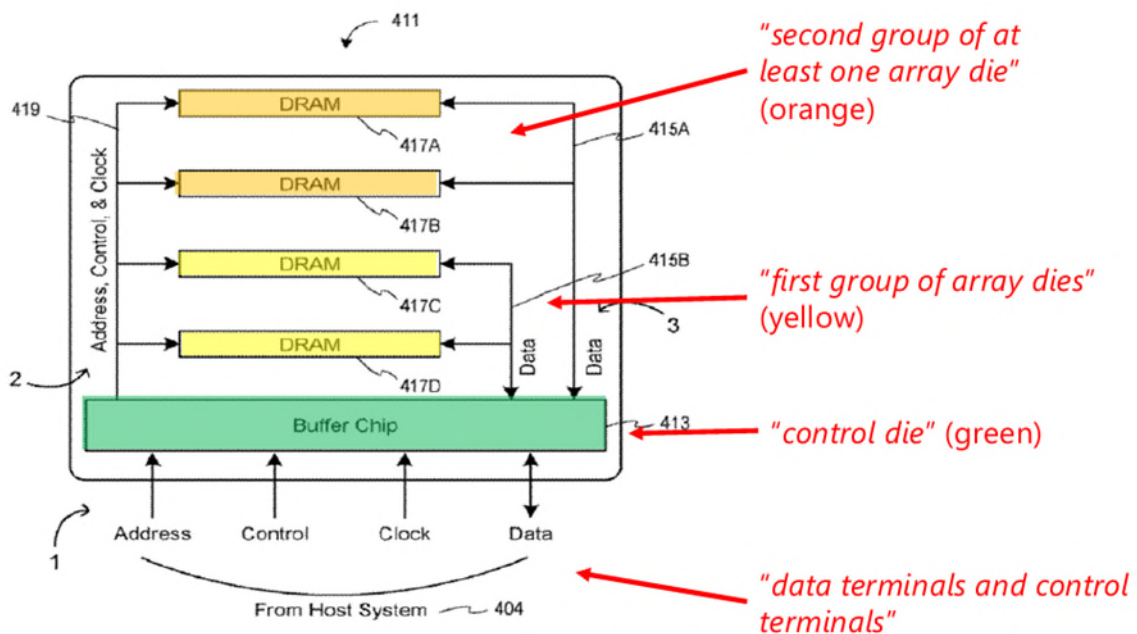 411
"second group of at
least one array die"
(orange)
419
DRAM
417A
415A
DRAM
417B
Address, Control, & Clock
DRAM
417C
415B
"first group of array dies"
(yellow)
3
DRAM
417D
Data
Data
2
Buffer Chip
413
"control die" (green)
1
Address
Control
Clock
Data
From Host System
404
"data terminals and control
terminals"